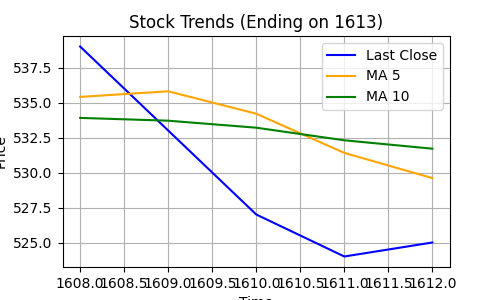 Stock Trends (Ending on 1613)
Last Close
MA 5
MA 10
537.5
535.0
532.5
530.0
527.5
525.0
Price
1608.0 1608.5 1609.0 1609.5 1610.0 1610.5 1611.0 1611.5 1612.0
Time